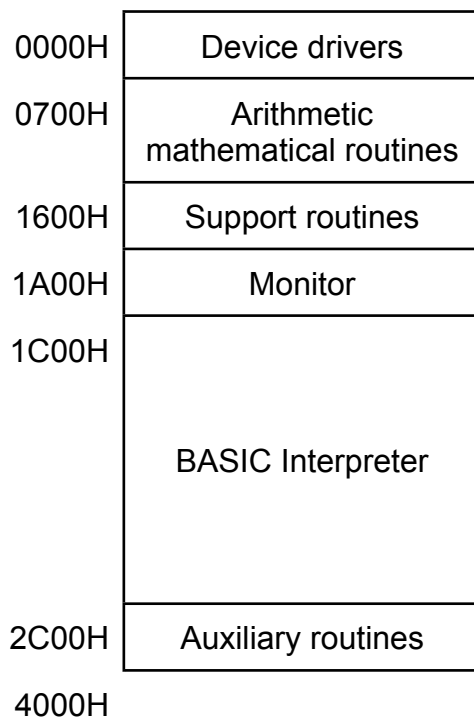 0000H Device drivers
0700H Arithmetic
mathematical routines
1600H Support routines
1A00H Monitor
1C00H
BASIC Interpreter
2C00H Auxiliary routines
4000H